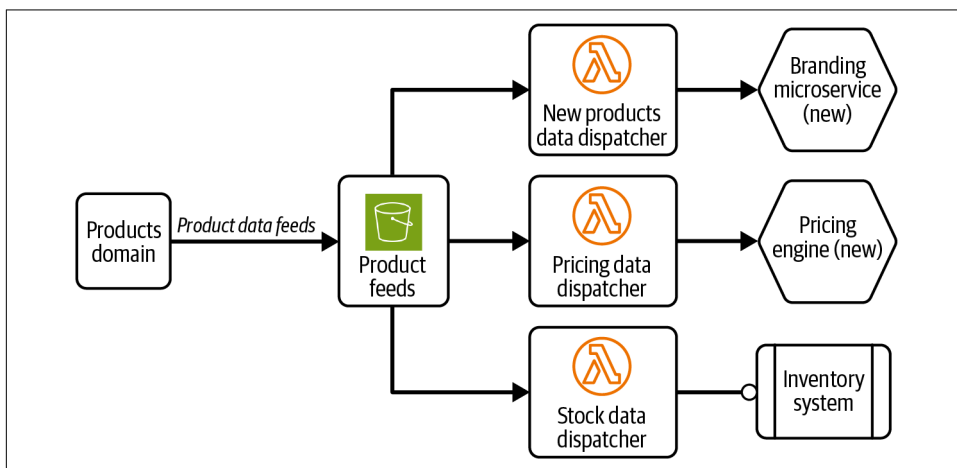 Products
domain
Product data feeds
Product
feeds
New products
data dispatcher
Branding
microservice
(new)
Pricing data
dispatcher
Pricing
engine (new)
Stock data
dispatcher
Inventory
system